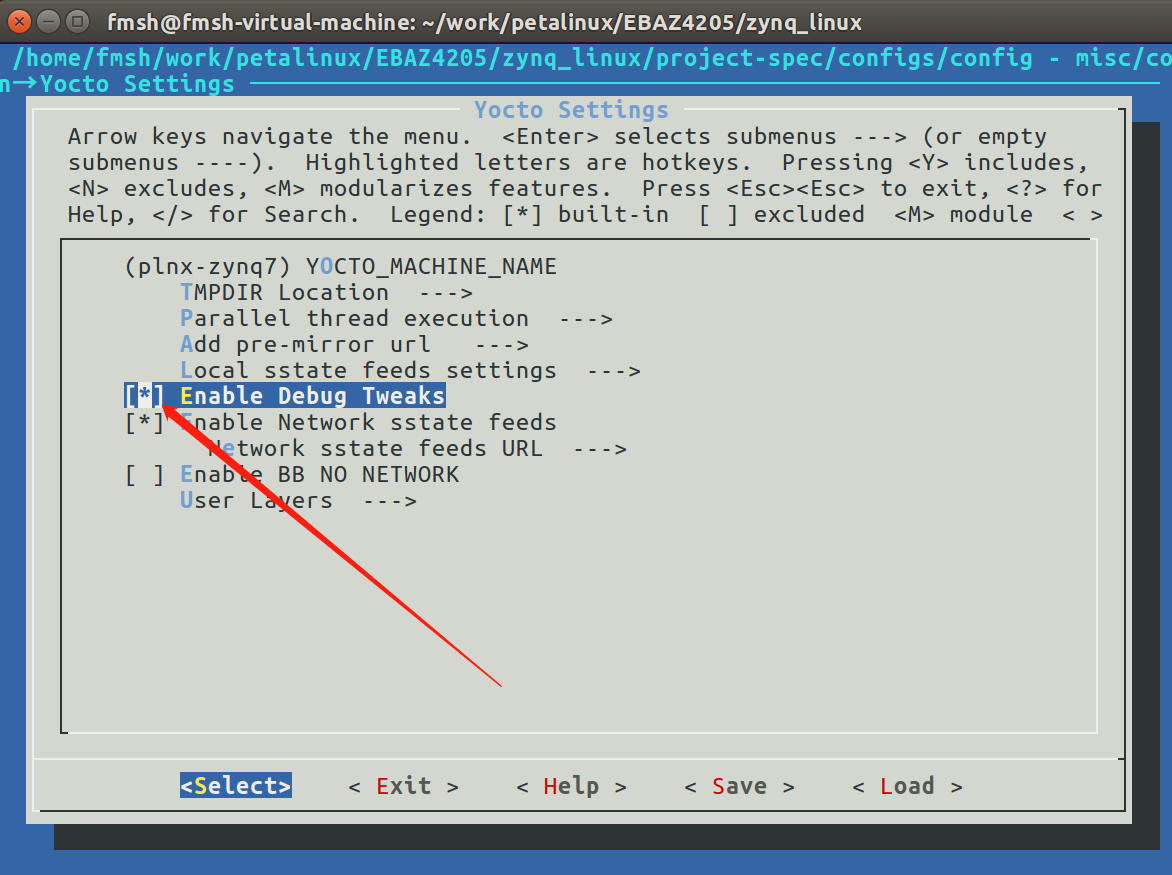 fmsh@fmsh-virtual-machine: ~/work/petalinux/EBAZ4205/zynq_linux
/home/fmsh/work/petalinux/EBAZ4205/zynq_linux/project-spec/configs/config - misc/co
n→Yocto Settings
Yocto Settings
Arrow keys navigate the menu.  <Enter> selects submenus ---> (or empty
submenus ----).  Highlighted letters are hotkeys.  Pressing <Y> includes,
<N> excludes, <M> modularizes features.  Press <Esc><Esc> to exit, <?> for
Help, </> for Search.  Legend: [*] built-in  [ ] excluded  <M> module  < >
(plnx-zynq7) YOCTO_MACHINE_NAME
TMPDIR Location  --->
Parallel thread execution  --->
Add pre-mirror url   --->
Local sstate feeds settings  --->
[*] Enable Debug Tweaks
[*] Enable Network sstate feeds
Network sstate feeds URL  --->
[ ] Enable BB NO NETWORK
User Layers  --->
<Select>    < Exit >    < Help >    < Save >    < Load >